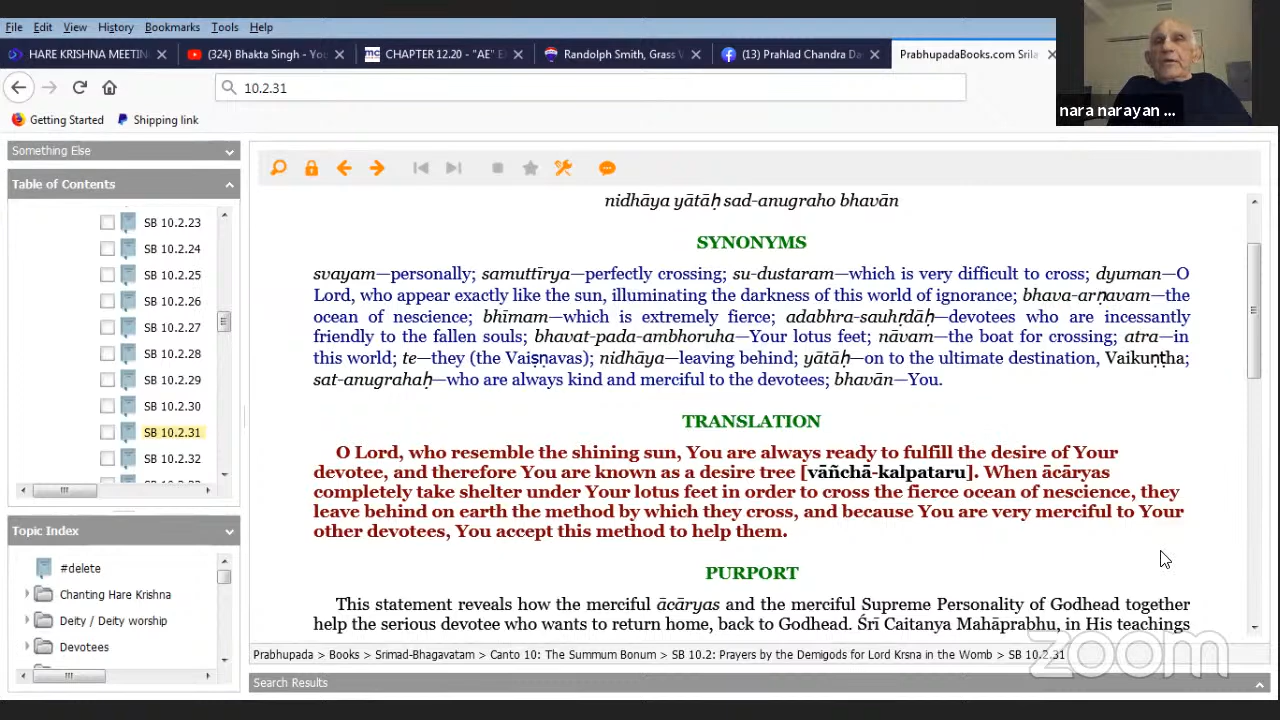 File Edit View History Bookmarks Tools Help
HARE KRISHNA MEETIN
(324) Bhakta Singh - Yo
CHAPTER 12.20 - "AE" E
Randolph Smith, Grass V
(13) Prahlad Chandra Da
PrabhupadaBooks.com Srila
nara narayan ...
10.2.31
Getting Started Shipping link
Something Else
Table of Contents
SB 10.2.23
SB 10.2.24
SB 10.2.25
SB 10.2.26
SB 10.2.27
SB 10.2.28
SB 10.2.29
SB 10.2.30
SB 10.2.31
SB 10.2.32
Topic Index
#delete
Chanting Hare Krishna
Deity / Deity worship
Devotees
nidhāya yātāḥ sad-anugraho bhavān
SYNONYMS
svayam—personally; samuttīrya—perfectly crossing; su-dustaram—which is very difficult to cross; dyuman—O
Lord, who appear exactly like the sun, illuminating the darkness of this world of ignorance; bhava-arṇavam—the
ocean of nescience; bhīmam—which is extremely fierce; adabhra-sauhṛdāḥ—devotees who are incessantly
friendly to the fallen souls; bhavat-pada-ambhoruha—Your lotus feet; nāvam—the boat for crossing; atra—in
this world; te—they (the Vaiṣṇavas); nidhāya—leaving behind; yātāḥ—on to the ultimate destination, Vaikuṇṭha;
sat-anugrahaḥ—who are always kind and merciful to the devotees; bhavān—You.
TRANSLATION
O Lord, who resemble the shining sun, You are always ready to fulfill the desire of Your
devotee, and therefore You are known as a desire tree [vāñchā-kalpataru]. When ācāryas
completely take shelter under Your lotus feet in order to cross the fierce ocean of nescience, they
leave behind on earth the method by which they cross, and because You are very merciful to Your
other devotees, You accept this method to help them.
PURPORT
This statement reveals how the merciful ācāryas and the merciful Supreme Personality of Godhead together
help the serious devotee who wants to return home, back to Godhead. Śrī Caitanya Mahāprabhu, in His teachings
Prabhupada > Books > Srimad-Bhagavatam > Canto 10: The Summum Bonum > SB 10.2: Prayers by the Demigods for Lord Krsna in the Womb > SB 10.2.31
zoom
Search Results